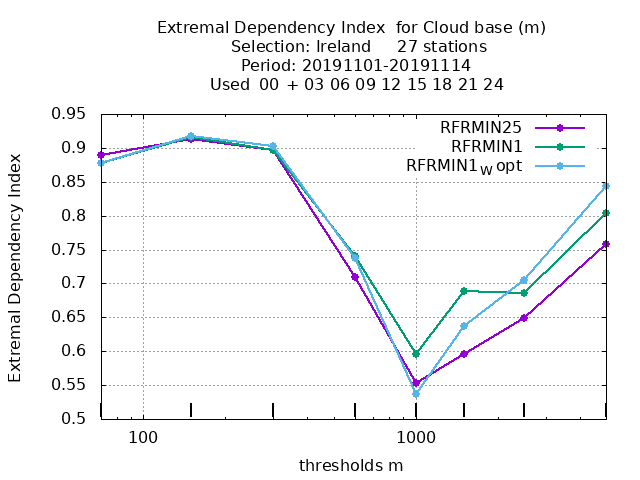 Extremal Dependency Index  for Cloud base (m)
Selection: Ireland     27 stations
Period: 20191101-20191114
Used  00 + 03 06 09 12 15 18 21 24
0.95
0.9
0.85
0.8
0.75
0.7
0.65
0.6
0.55
0.5
Extremal Dependency Index
RFRMIN25
RFRMIN1
RFRMIN1W opt
100
1000
thresholds m